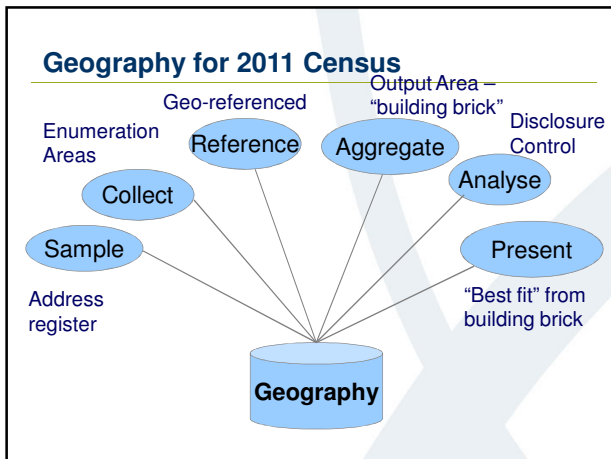 Geography for 2011 Census
Output Area –
“building brick”
Geo-referenced
Disclosure
Control
Enumeration
Areas
Reference
Aggregate
Analyse
Collect
Sample
Present
Address
register
“Best fit” from
building brick
Geography